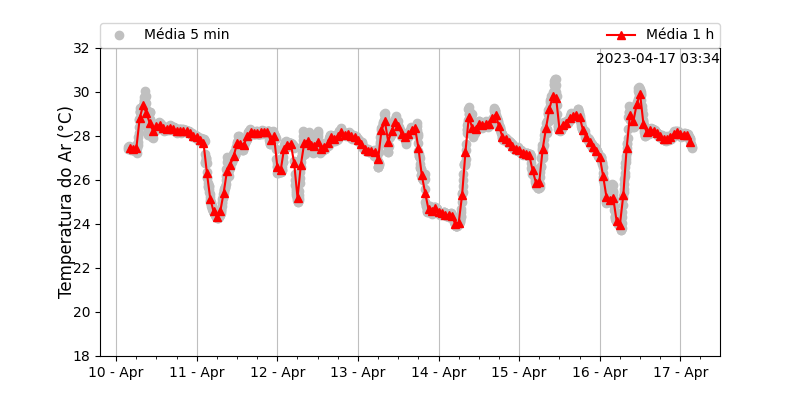 Média 5 min
Média 1 h
2023-04-17 03:34
Temperatura do Ar (°C)
32
30
28
26
24
22
20
18
10 - Apr
11 - Apr
12 - Apr
13 - Apr
14 - Apr
15 - Apr
16 - Apr
17 - Apr